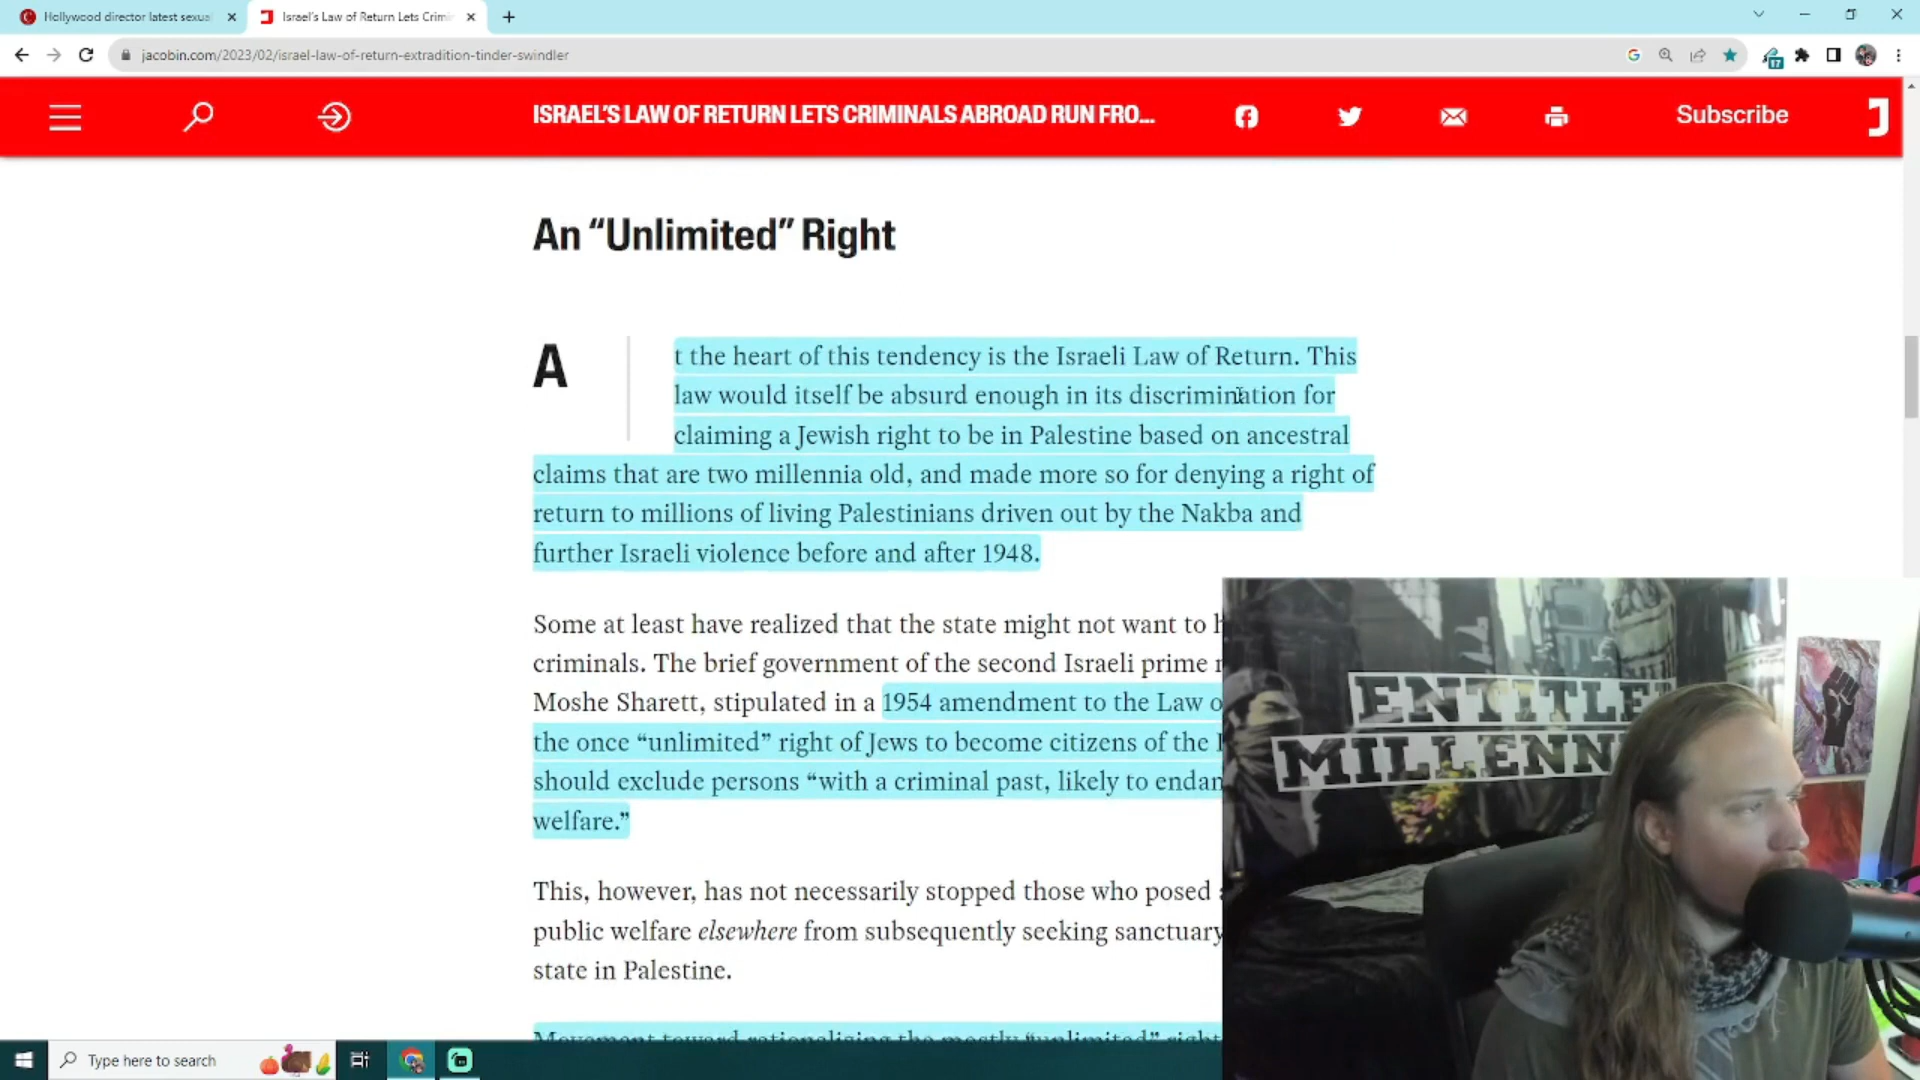 Hollywood director latest sexua
Israel's Law of Return Lets Crimi
jacobin.com/2023/02/israel-law-of-return-extradition-tinder-swindler
17
ISRAEL'S LAW OF RETURN LETS CRIMINALS ABROAD RUN FRO...
Subscribe
An “Unlimited” Right
A
t the heart of this tendency is the Israeli Law of Return. This
law would itself be absurd enough in its discrimination for
claiming a Jewish right to be in Palestine based on ancestral
claims that are two millennia old, and made more so for denying a right of
return to millions of living Palestinians driven out by the Nakba and
further Israeli violence before and after 1948.
Some at least have realized that the state might not want to h
criminals. The brief government of the second Israeli prime
Moshe Sharett, stipulated in a 1954 amendment to the Law o
the once “unlimited” right of Jews to become citizens of the
should exclude persons “with a criminal past, likely to endan
welfare.”
This, however, has not necessarily stopped those who posed
public welfare elsewhere from subsequently seeking sanctuary
state in Palestine.
Movement toward rationalizing the mostly “unlimited” right
ENTITLE
MILLENN
Type here to search